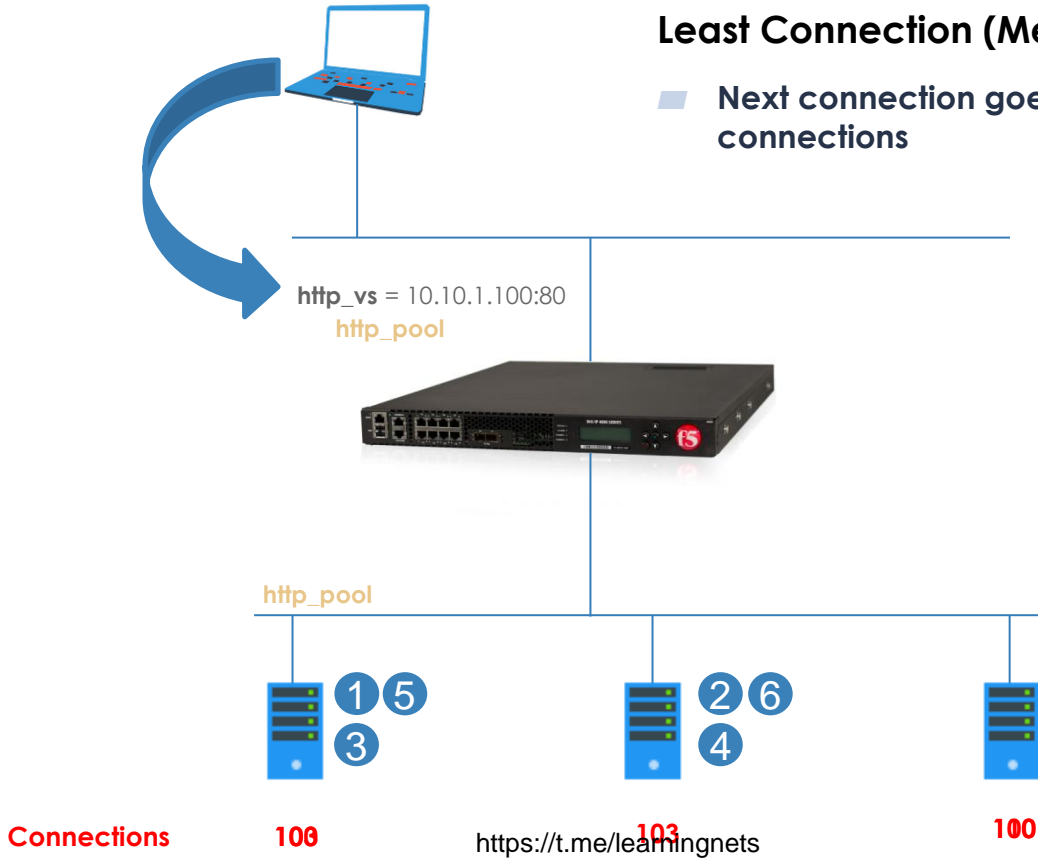 Least Connection (Me
Next connection goe
connections
http_vs = 10.10.1.100:80
http_pool
f5
http_pool
1 5
3
2 6
4
Connections
https://t.me/learningnets